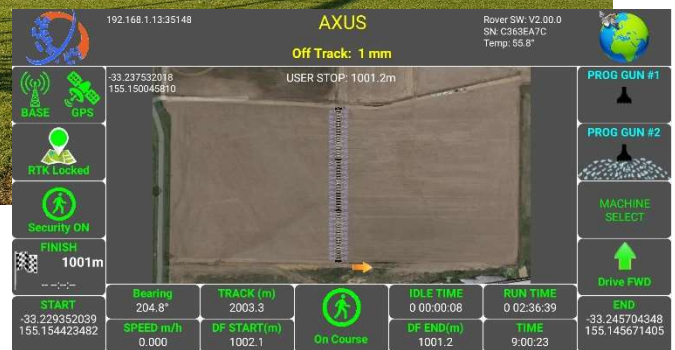 192.168.1.13:35148
AXUS
Off Track: 1 mm
Rover SW: V2.00.0
SN: C363EA7C
Temp: 55.8°
BASE GPS
-33.237532018
155.150045810
USER STOP: 1001.2m
PROG GUN #1
RTK Locked
PROG GUN #2
Security ON
MACHINE
SELECT
FINISH
1001m
--:--:--
Drive FWD
START
-33.229352039
155.154423482
Bearing
204.8°
TRACK (m)
2003.3
IDLE TIME
0 00:00:08
RUN TIME
0 02:36:39
SPEED m/h
0.000
DF START(m)
1002.1
On Course
DF END(m)
1001.2
TIME
9:00:23
END
-33.245704348
155.145671405